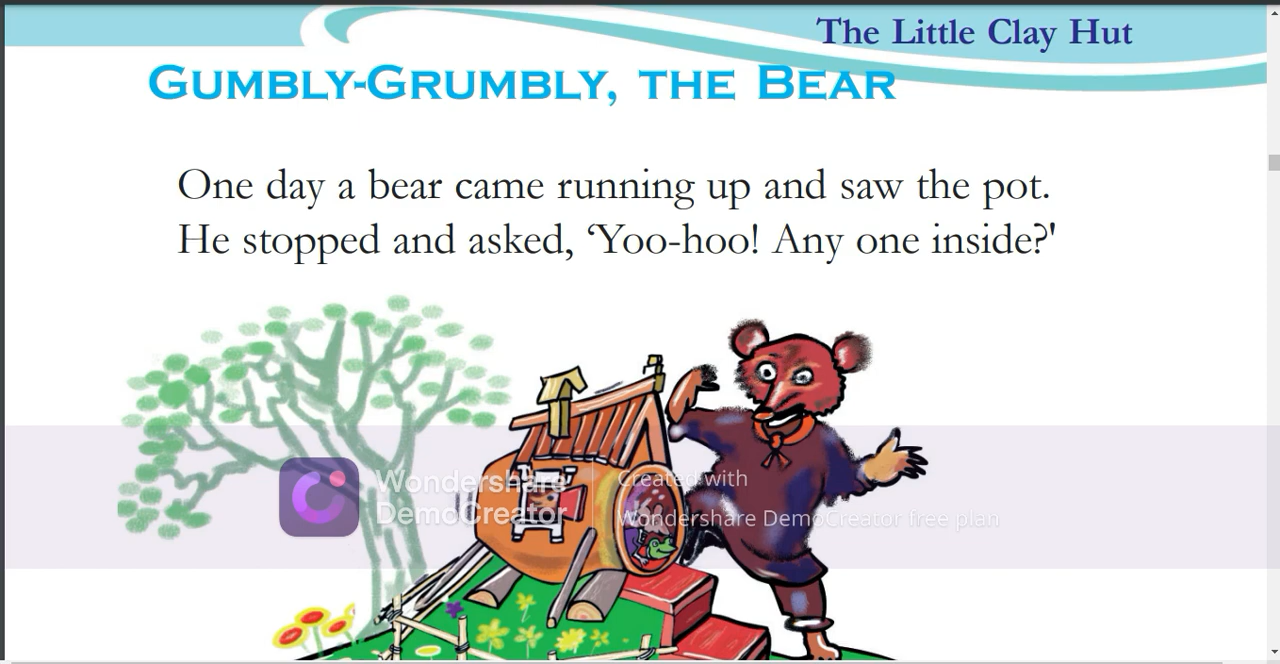 The Little Clay Hut
GUMBLY-GRUMBLY, THE BEAR
One day a bear came running up and saw the pot.
He stopped and asked, ‘Yoo-hoo! Any one inside?'
Wondershare
DemoCreator
Created with
Wondershare DemoCreator free plan